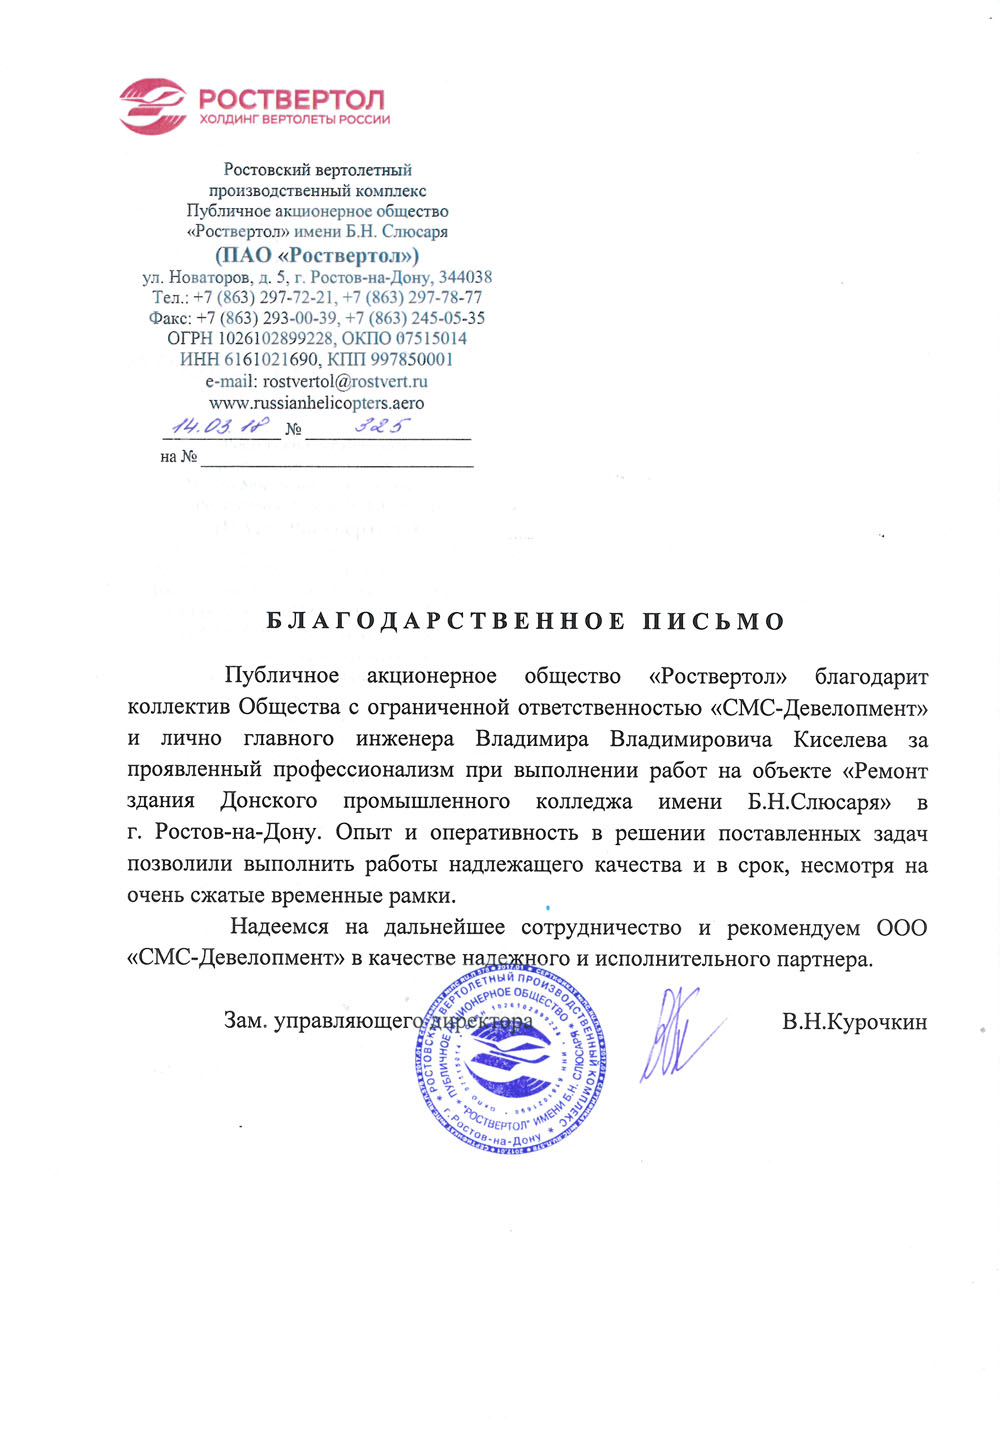 РОСТВЕРТОЛ
ХОЛДИНГ ВЕРТОЛЕТЫ РОССИИ
Ростовский вертолетный
производственный комплекс
Публичное акционерное общество
«Роствертол» имени Б.Н. Слюсаря
(ПАО «Роствертол»)
ул. Новаторов, д. 5, г. Ростов-на-Дону, 344038
Тел.: +7 (863) 297-72-21, +7 (863) 297-78-77
Факс: +7 (863) 293-00-39, +7 (863) 245-05-35
ОГРН 1026102899228, ОКПО 07515014
ИНН 6161021690, КПП 997850001
e-mail: rostvertol@rostvert.ru
www.russianhelicopters.aero
14.03.18 № 325
на №
БЛАГОДАРСТВЕННОЕ ПИСЬМО
Публичное акционерное общество «Роствертол» благодарит
коллектив Общества с ограниченной ответственностью «СМС-Девелопмент»
и лично главного инженера Владимира Владимировича Киселева за
проявленный профессионализм при выполнении работ на объекте «Ремонт
здания Донского промышленного колледжа имени Б.Н.Слюсаря» в
г. Ростов-на-Дону. Опыт и оперативность в решении поставленных задач
позволили выполнить работы надлежащего качества и в срок, несмотря на
очень сжатые временные рамки.
Надеемся на дальнейшее сотрудничество и рекомендуем ООО
«СМС-Девелопмент» в качестве надежного и исполнительного партнера.
Зам. управляющего директора В.Н.Курочкин
* РОСТОВСКИЙ ВЕРТОЛЕТНЫЙ ПРОИЗВОДСТВЕННЫЙ КОМПЛЕКС *
г. Ростов-на-Дону
* ПУБЛИЧНОЕ АКЦИОНЕРНОЕ ОБЩЕСТВО *
"РОСТВЕРТОЛ" ИМЕНИ Б.Н. СЛЮСАРЯ